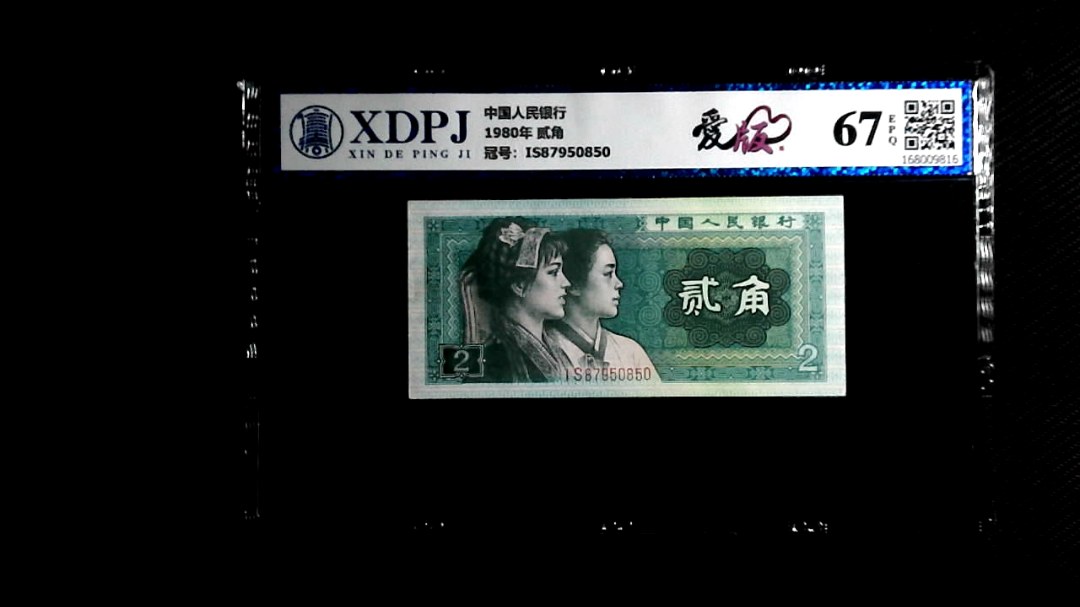 XDPJ
XIN DE PING JI
中国人民银行
1980年 贰角
冠号: IS87950850
爱版
67
EPQ
168009816
中国人民银行
贰角
2
2
IS87950850